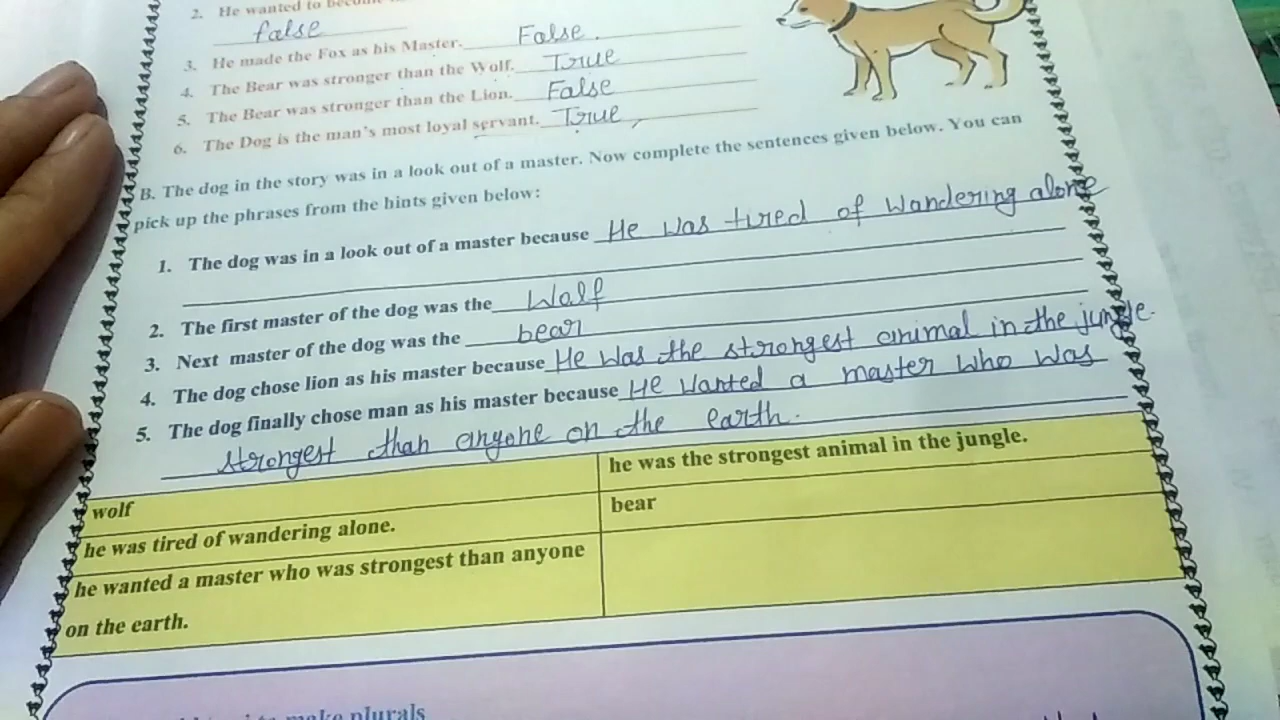 2. He wanted to become
false
3. He made the Fox as his Master. False.
4. The Bear was stronger than the Wolf. True
5. The Bear was stronger than the Lion. False
6. The Dog is the man's most loyal servant. True,
B. The dog in the story was in a look out of a master. Now complete the sentences given below. You can
pick up the phrases from the hints given below:
1. The dog was in a look out of a master because He was tired of wandering alone
2. The first master of the dog was the Wolf
3. Next master of the dog was the bear
4. The dog chose lion as his master because He was the strongest animal in the jungle.
5. The dog finally chose man as his master because He wanted a master who was
strongest than anyone on the earth.
wolf
he was the strongest animal in the jungle.
he was tired of wandering alone.
bear
he wanted a master who was strongest than anyone
on the earth.
to make plurals